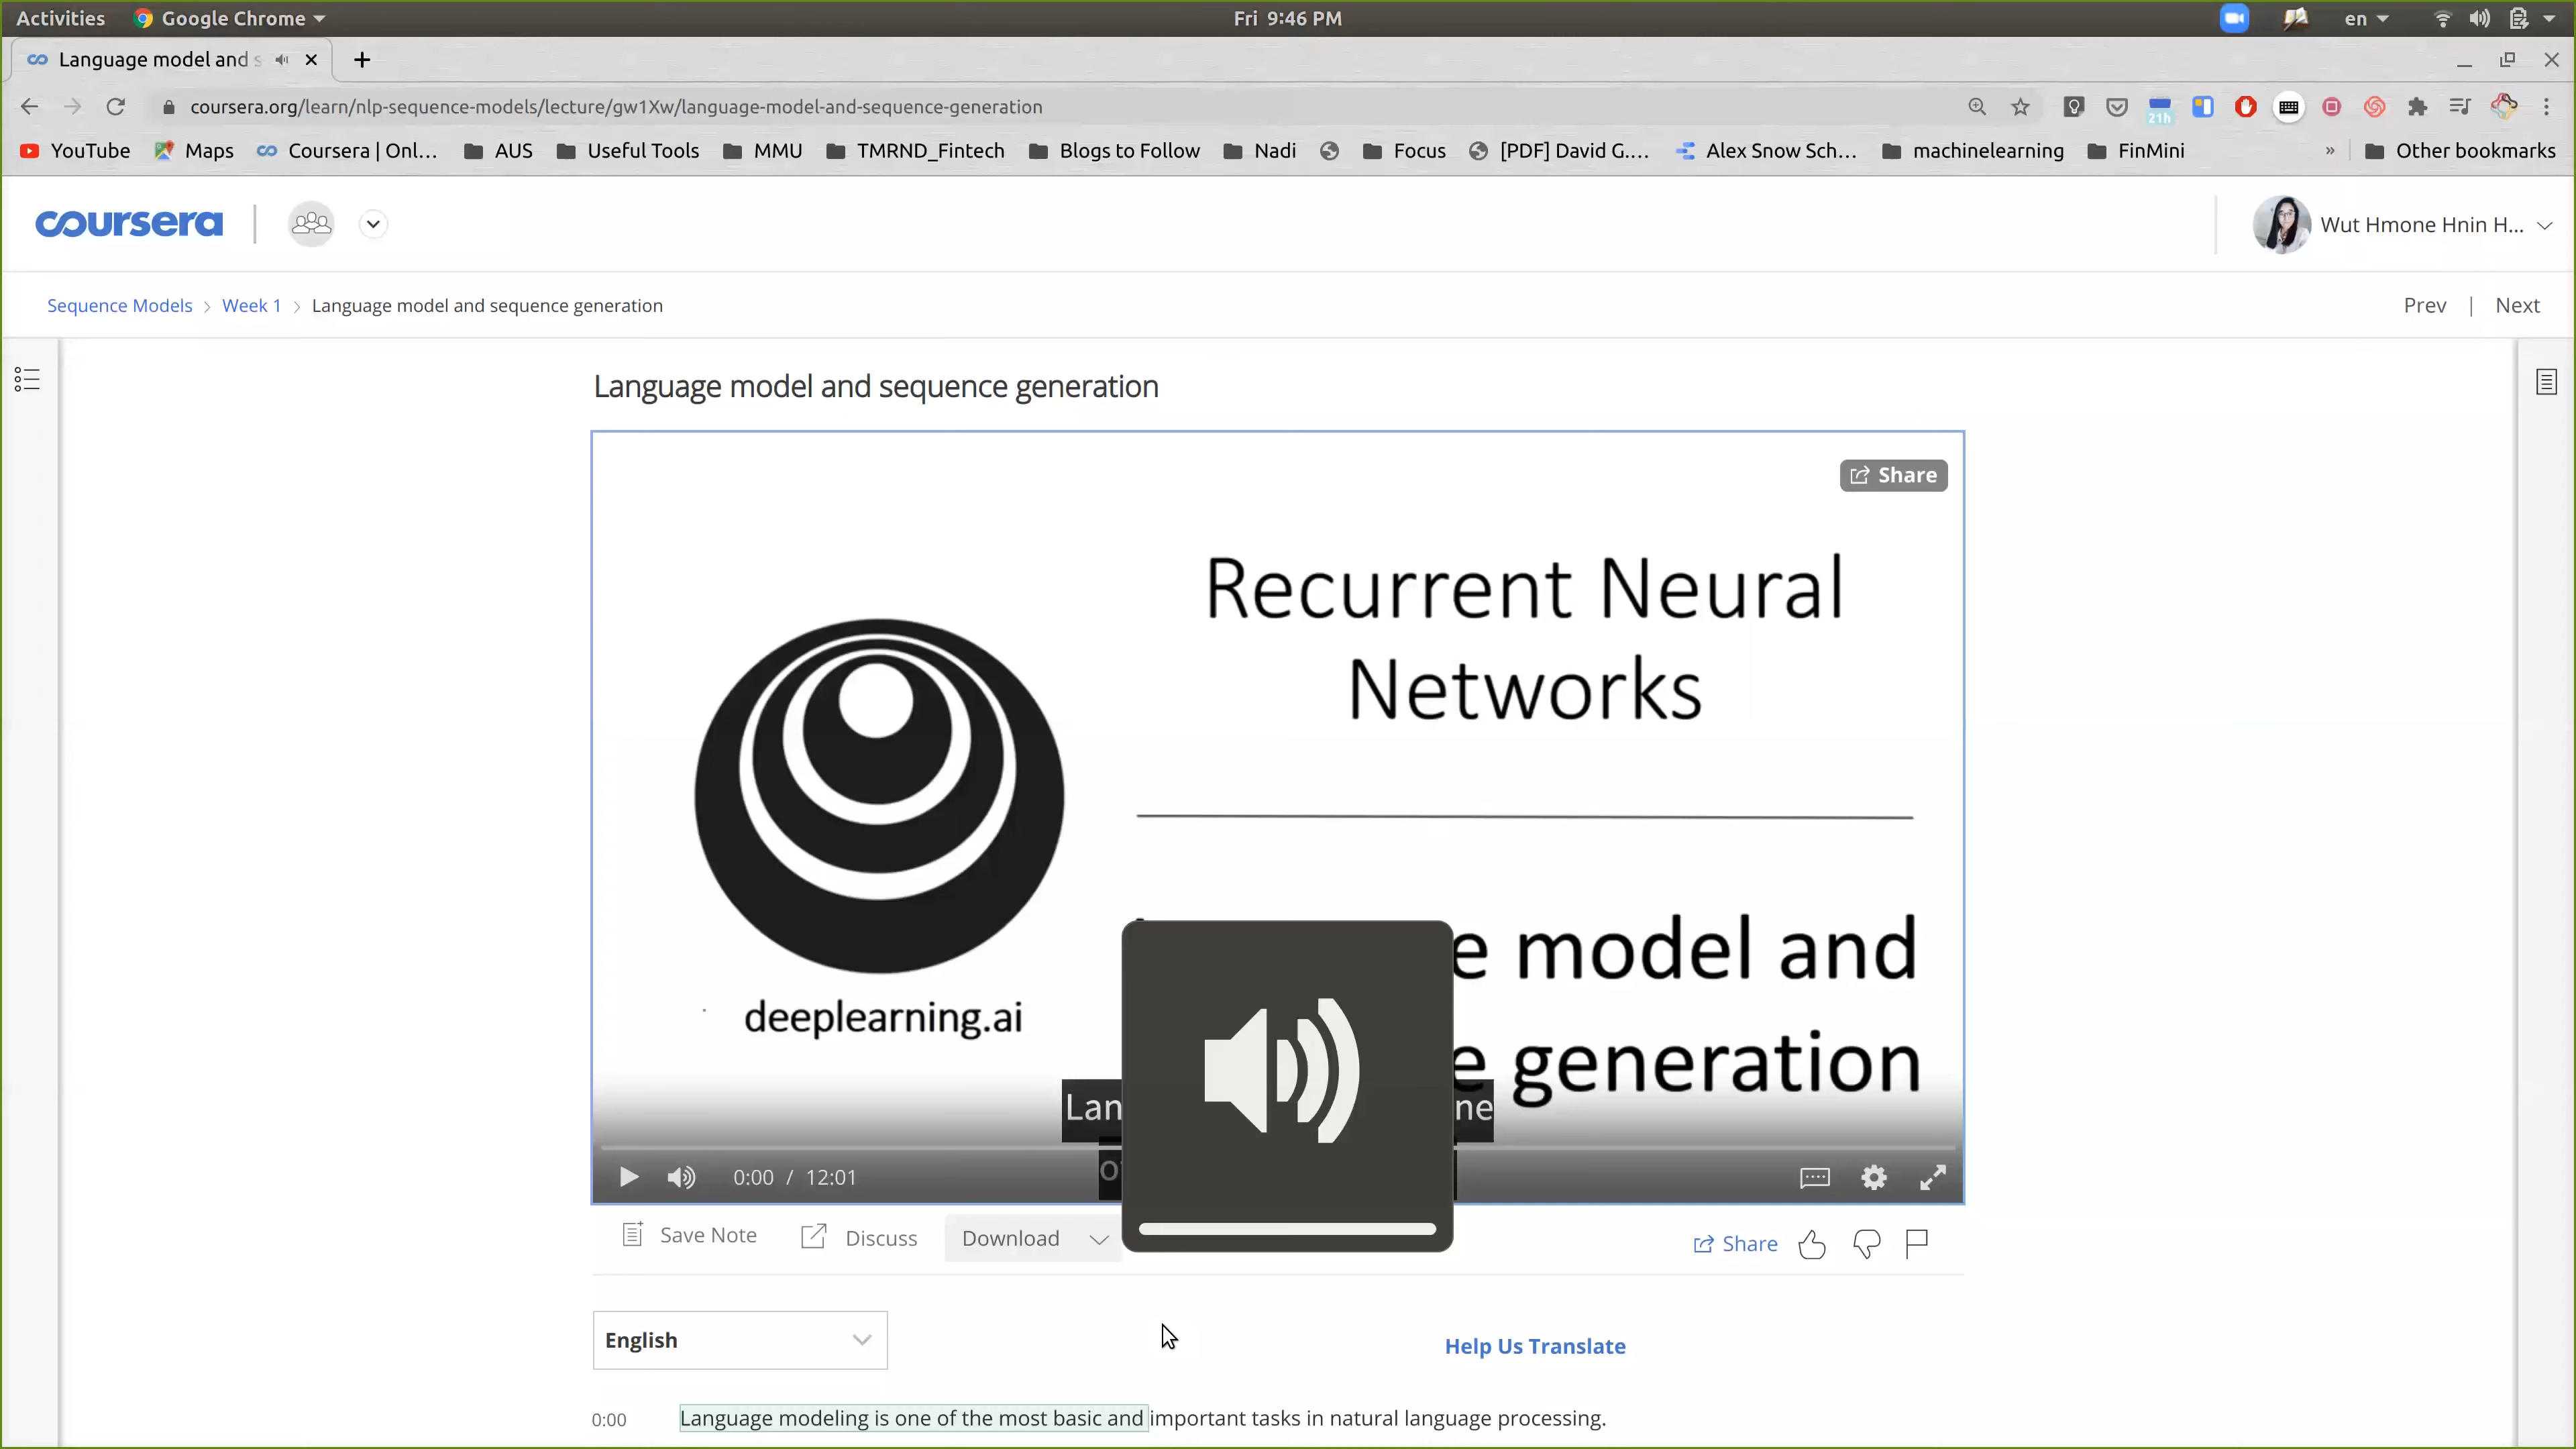 Activities Google Chrome Fri 9:46 PM en
Language model and s
coursera.org/learn/nlp-sequence-models/lecture/gw1Xw/language-model-and-sequence-generation
21h
YouTube Maps Coursera | Onl... AUS Useful Tools MMU TMRND_Fintech Blogs to Follow Nadi Focus [PDF] David G.... Alex Snow Sch... machinelearning FinMini » Other bookmarks
coursera Wut Hmone Hnin H...
Sequence Models > Week 1 > Language model and sequence generation Prev | Next
Language model and sequence generation
Share
Recurrent Neural
Networks
e model and
deeplearning.ai
e generation
Lan ne
0:00 / 12:01
Save Note Discuss Download Share
English Help Us Translate
0:00 Language modeling is one of the most basic and important tasks in natural language processing.